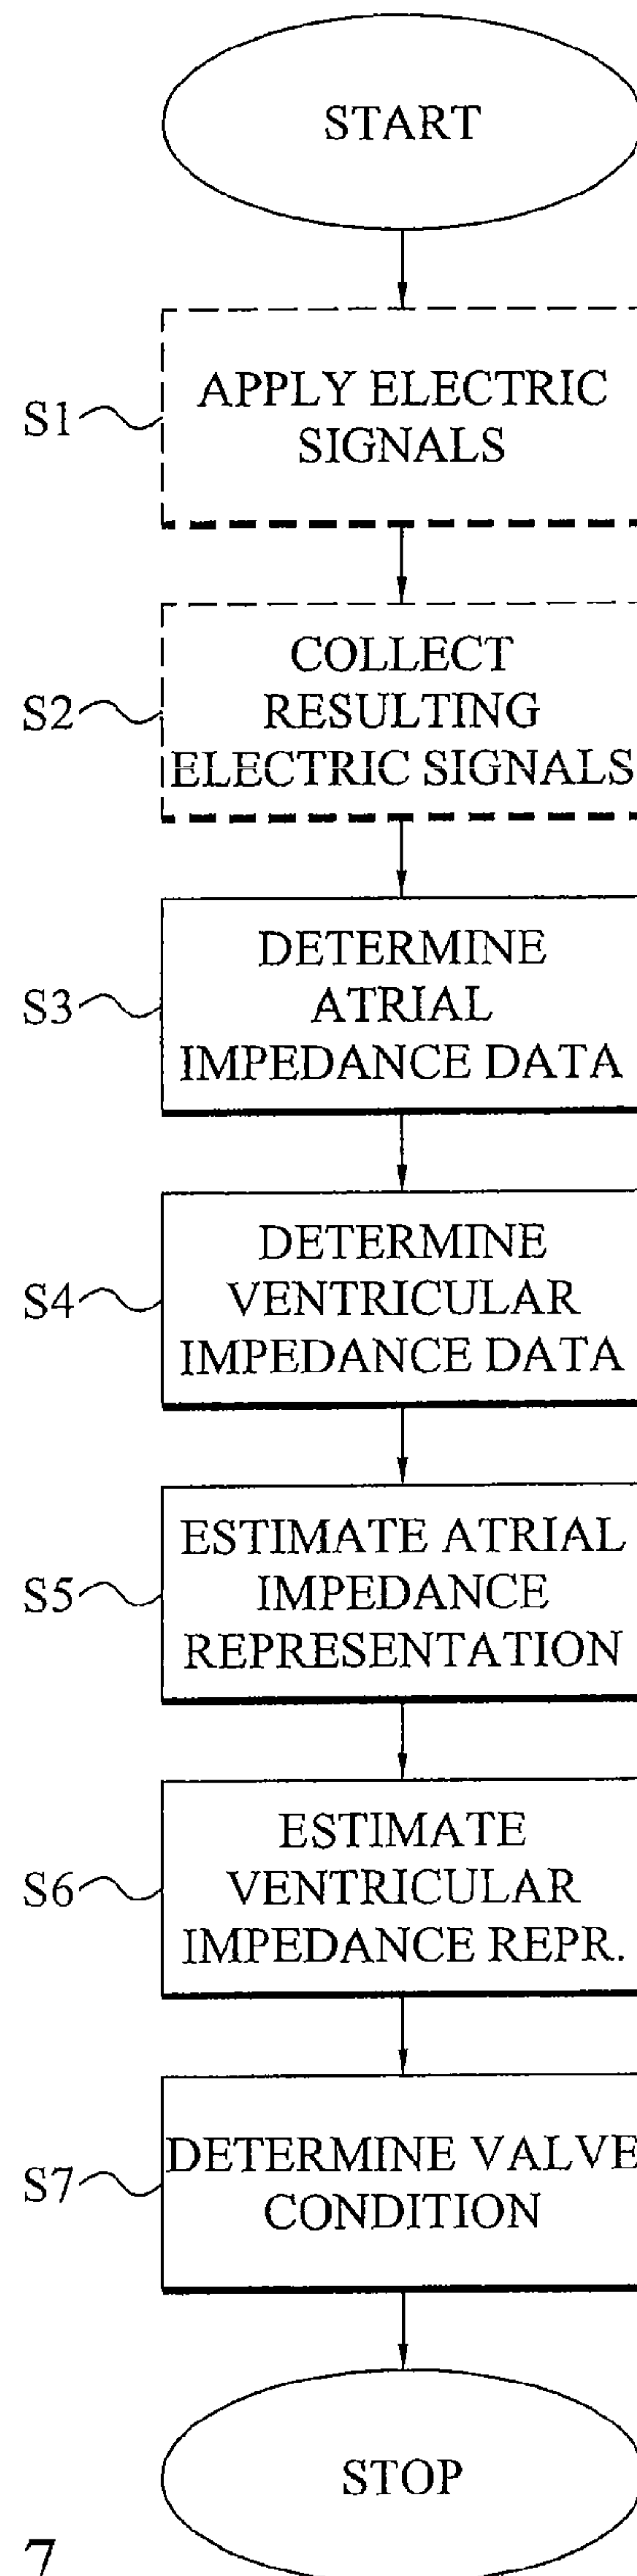 START
S1
APPLY ELECTRIC
SIGNALS
S2
COLLECT
RESULTING
ELECTRIC SIGNALS
S3
DETERMINE
ATRIAL
IMPEDANCE DATA
S4
DETERMINE
VENTRICULAR
IMPEDANCE DATA
S5
ESTIMATE ATRIAL
IMPEDANCE
REPRESENTATION
S6
ESTIMATE
VENTRICULAR
IMPEDANCE REPR.
S7
DETERMINE VALVE
CONDITION
STOP
7